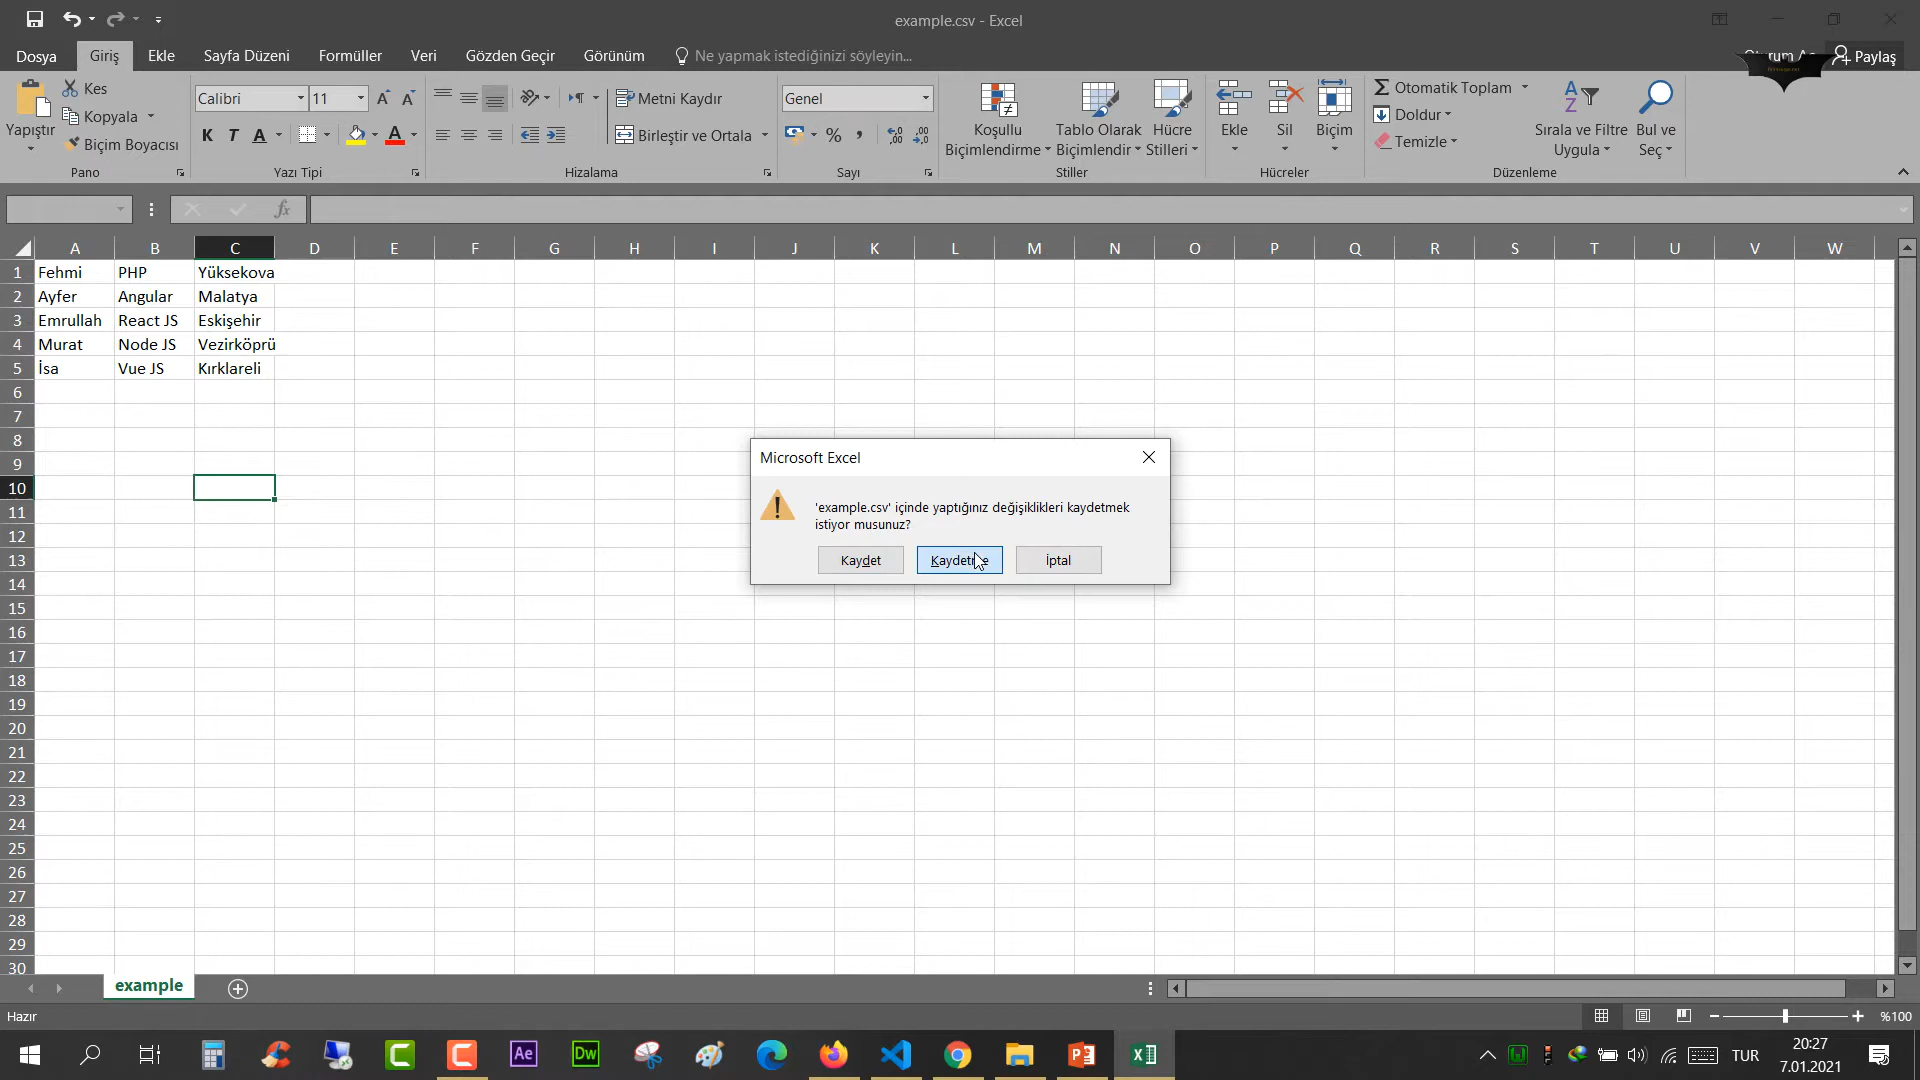 example.csv - Excel
Dosya Giriş Ekle Sayfa Düzeni Formüller Veri Gözden Geçir Görünüm Ne yapmak istediğinizi söyleyin... Paylaş
Yapıştır
Kes
Kopyala
Biçim Boyacısı
Pano
Calibri 11
K T A A
Yazı Tipi
Metni Kaydır
Birleştir ve Ortala
Hizalama
Genel
%
Sayı
Koşullu
Biçimlendirme
Tablo Olarak
Biçimlendir
Hücre
Stilleri
Stiller
Ekle
Sil
Biçim
Hücreler
Otomatik Toplam
Doldur
Temizle
Sırala ve Filtre
Uygula
Bul ve
Seç
Düzenleme
fx
A B C D E F G H I J K L M N O P Q R S T U V W
1 Fehmi PHP Yüksekova
2 Ayfer Angular Malatya
3 Emrullah React JS Eskişehir
4 Murat Node JS Vezirköprü
5 İsa Vue JS Kırklareli
6
7
8
9
10
11
12
13
14
15
16
17
18
19
20
21
22
23
24
25
26
27
28
29
30
Microsoft Excel
'example.csv' içinde yaptığınız değişiklikleri kaydetmek
istiyor musunuz?
Kaydet
İptal
example
Hazır
%100
Ae Dw
TUR
20:27
7.01.2021